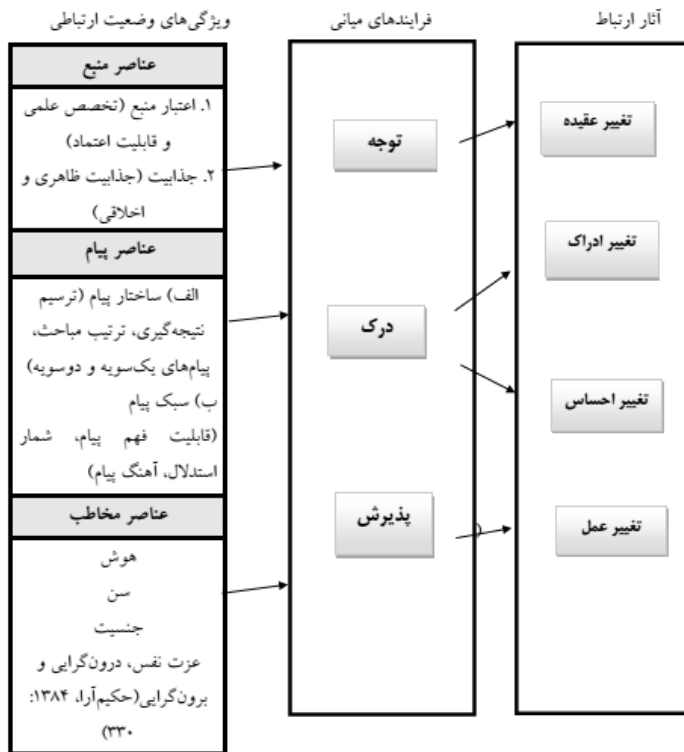 ویژگی‌های وضعیت ارتباطی
عناصر منبع
۱. اعتبار منبع (تخصص علمی
و قابلیت اعتماد)
۲. جذابیت (جذابیت ظاهری و
اخلاقی)
عناصر پیام
الف) ساختار پیام (ترسیم
نتیجه‌گیری، ترتیب مباحث،
پیام‌های یک‌سویه و دوسویه)
ب) سبک پیام
(قابلیت فهم پیام، شمار
استدلال، آهنگ پیام)
عناصر مخاطب
هوش
سن
جنسیت
عزت نفس، درون‌گرایی و
برون‌گرایی(حکیم‌آرا، ۱۳۸۴:
۳۳۰)
فرایندهای میانی
توجه
درک
پذیرش
آثار ارتباط
تغییر عقیده
تغییر ادراک
تغییر احساس
تغییر عمل